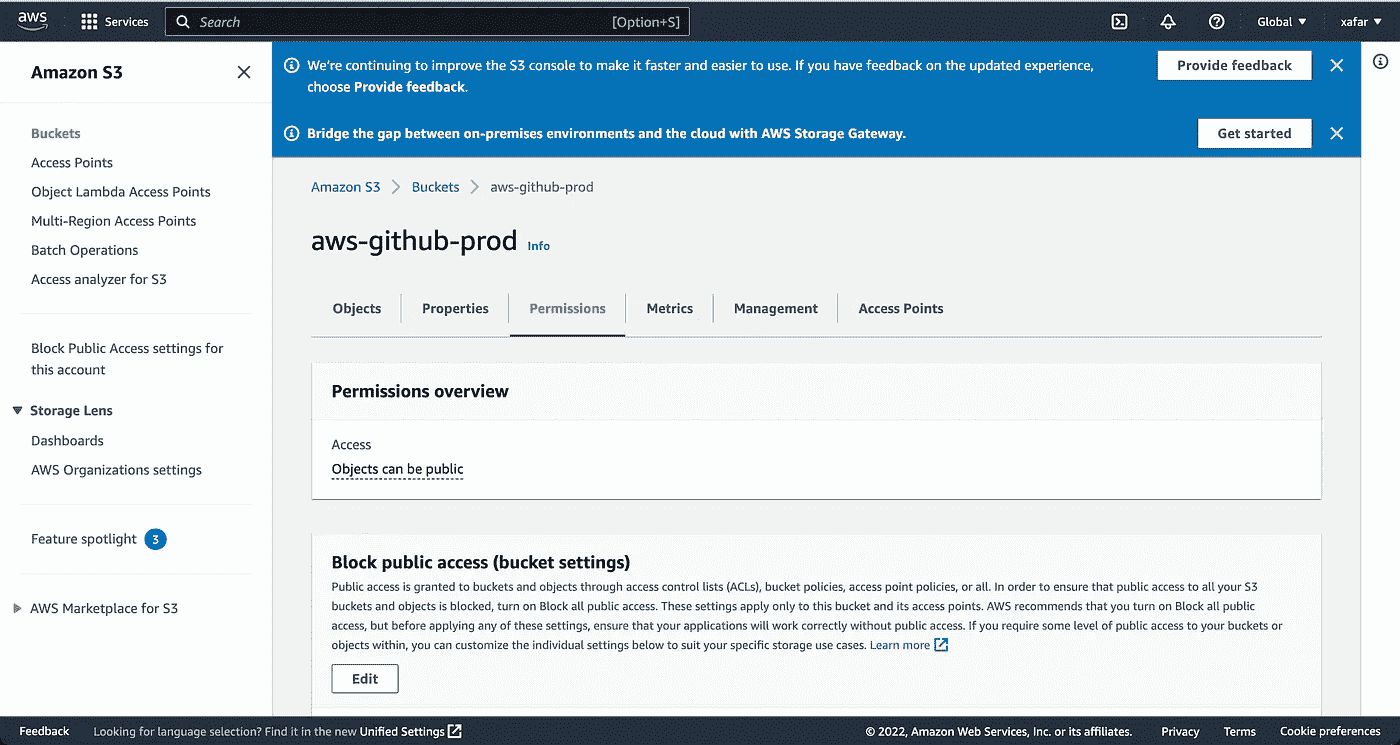 aws
Services
Search
[Option+S]
Global
xafar
Amazon S3
Buckets
Access Points
Object Lambda Access Points
Multi-Region Access Points
Batch Operations
Access analyzer for S3
Block Public Access settings for
this account
Storage Lens
Dashboards
AWS Organizations settings
Feature spotlight 3
AWS Marketplace for S3
We're continuing to improve the S3 console to make it faster and easier to use. If you have feedback on the updated experience,
choose Provide feedback.
Provide feedback
Bridge the gap between on-premises environments and the cloud with AWS Storage Gateway.
Get started
Amazon S3 > Buckets > aws-github-prod
aws-github-prod Info
Objects
Properties
Permissions
Metrics
Management
Access Points
Permissions overview
Access
Objects can be public
Block public access (bucket settings)
Public access is granted to buckets and objects through access control lists (ACLs), bucket policies, access point policies, or all. In order to ensure that public access to all your S3
buckets and objects is blocked, turn on Block all public access. These settings apply only to this bucket and its access points. AWS recommends that you turn on Block all public
access, but before applying any of these settings, ensure that your applications will work correctly without public access. If you require some level of public access to your buckets or
objects within, you can customize the individual settings below to suit your specific storage use cases. Learn more
Edit
Feedback
Looking for language selection? Find it in the new Unified Settings
© 2022, Amazon Web Services, Inc. or its affiliates.
Privacy
Terms
Cookie preferences